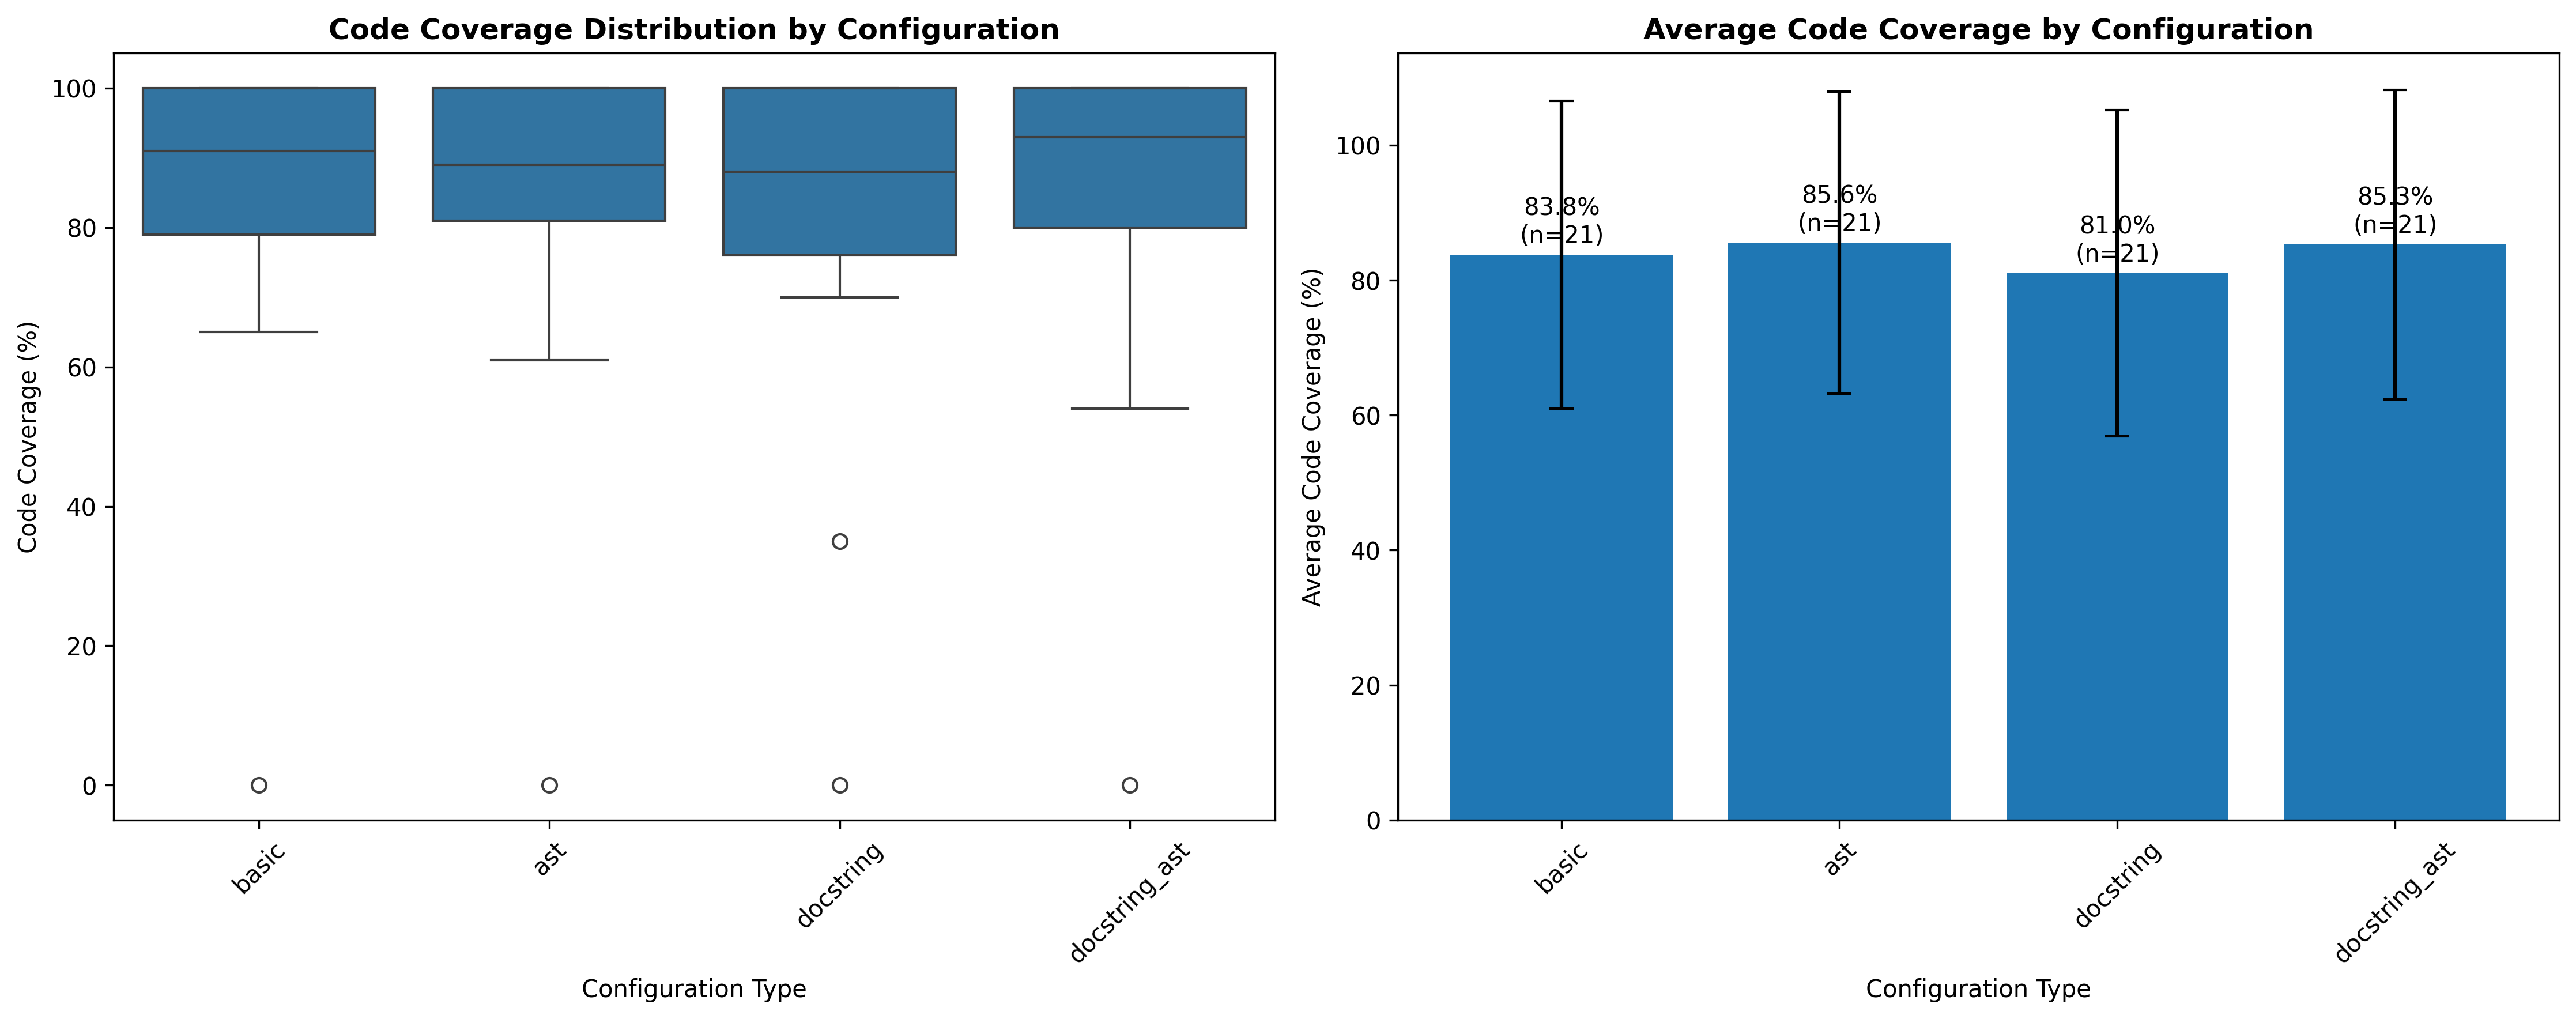 Code Coverage Distribution by Configuration
Code Coverage (%)
100
80
60
40
20
0
basic
ast
docstring
docstring_ast
Configuration Type
Average Code Coverage by Configuration
Average Code Coverage (%)
100
80
60
40
20
0
83.8%
(n=21)
85.6%
(n=21)
81.0%
(n=21)
85.3%
(n=21)
basic
ast
docstring
docstring_ast
Configuration Type